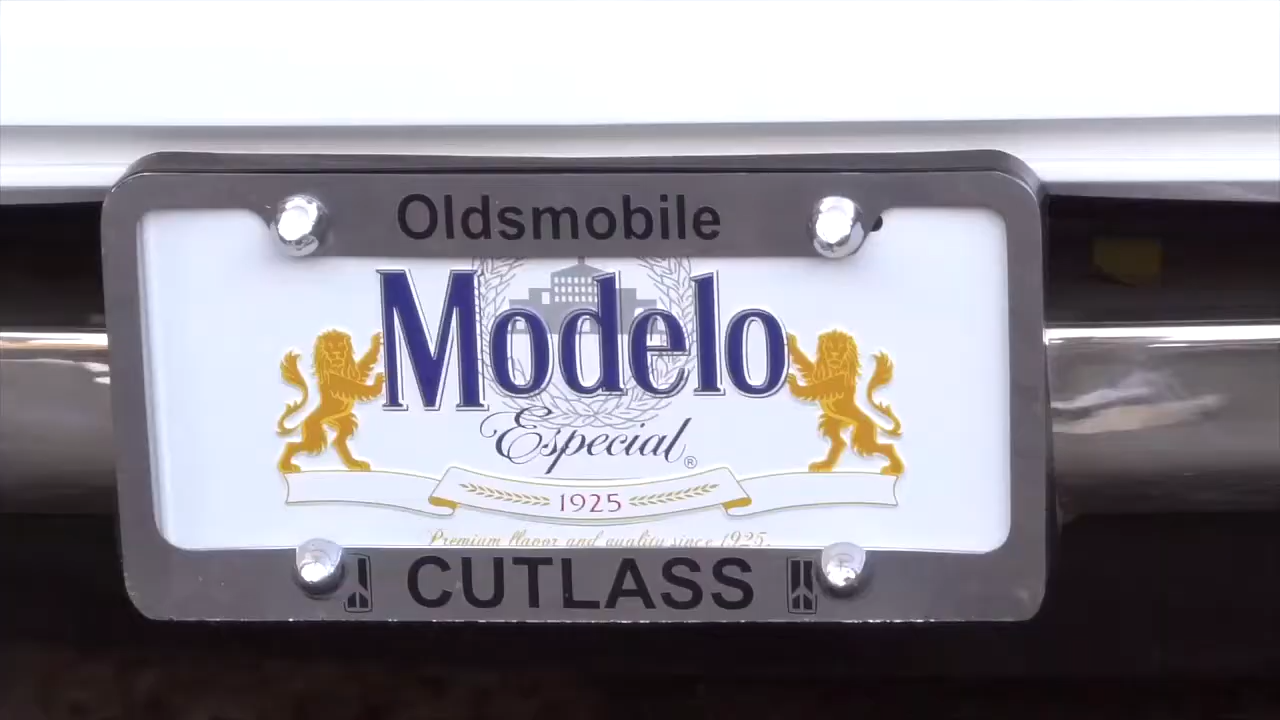 Oldsmobile
Modelo
Especial®
1925
Premium flavor and quality since 1925.
CUTLASS